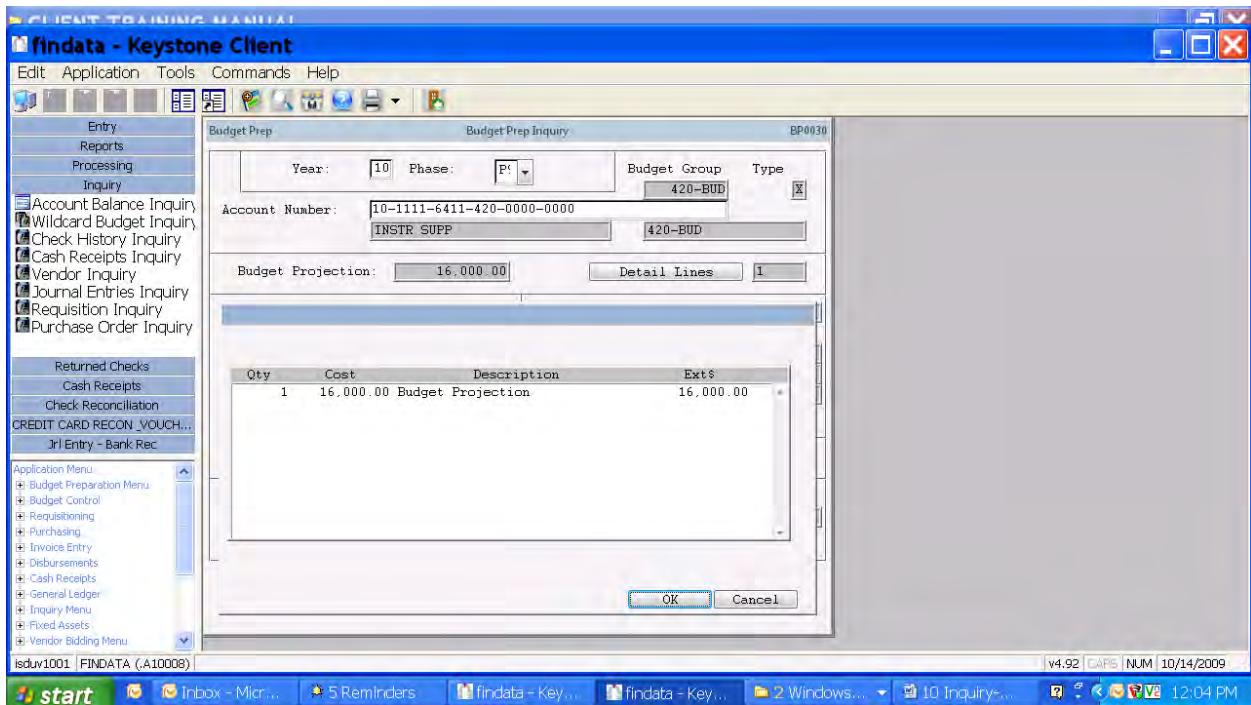 CLIENT TRAINING MANUAL
findata - Keystone Client
Edit Application Tools Commands Help
Entry
Reports
Processing
Inquiry
Account Balance Inquiry
Wildcard Budget Inquiry
Check History Inquiry
Cash Receipts Inquiry
Vendor Inquiry
Journal Entries Inquiry
Requisition Inquiry
Purchase Order Inquiry
Returned Checks
Cash Receipts
Check Reconciliation
CREDIT CARD RECON_VOUCH...
Jrl Entry - Bank Rec
Application Menu
Budget Preparation Menu
Budget Control
Requisitioning
Purchasing
Invoice Entry
Disbursements
Cash Receipts
General Ledger
Inquiry Menu
Fixed Assets
Vendor Bidding Menu
Budget Prep Budget Prep Inquiry BP0030
Year: 10 Phase: Budget Group Type
420-BUD X
Account Number: 10-1111-6411-420-0000-0000
INSTR SUPP 420-BUD
Budget Projection: 16,000.00 Detail Lines 1
Qty Cost Description Ext$
1 16,000.00 Budget Projection 16,000.00
OK Cancel
isduv1001 FINDATA (.A10008) v4.92 CAPS NUM 10/14/2009
start Inbox - Micr... 5 Reminders findata - Key... findata - Key... 2 Windows... 10 Inquiry-... 12:04 PM